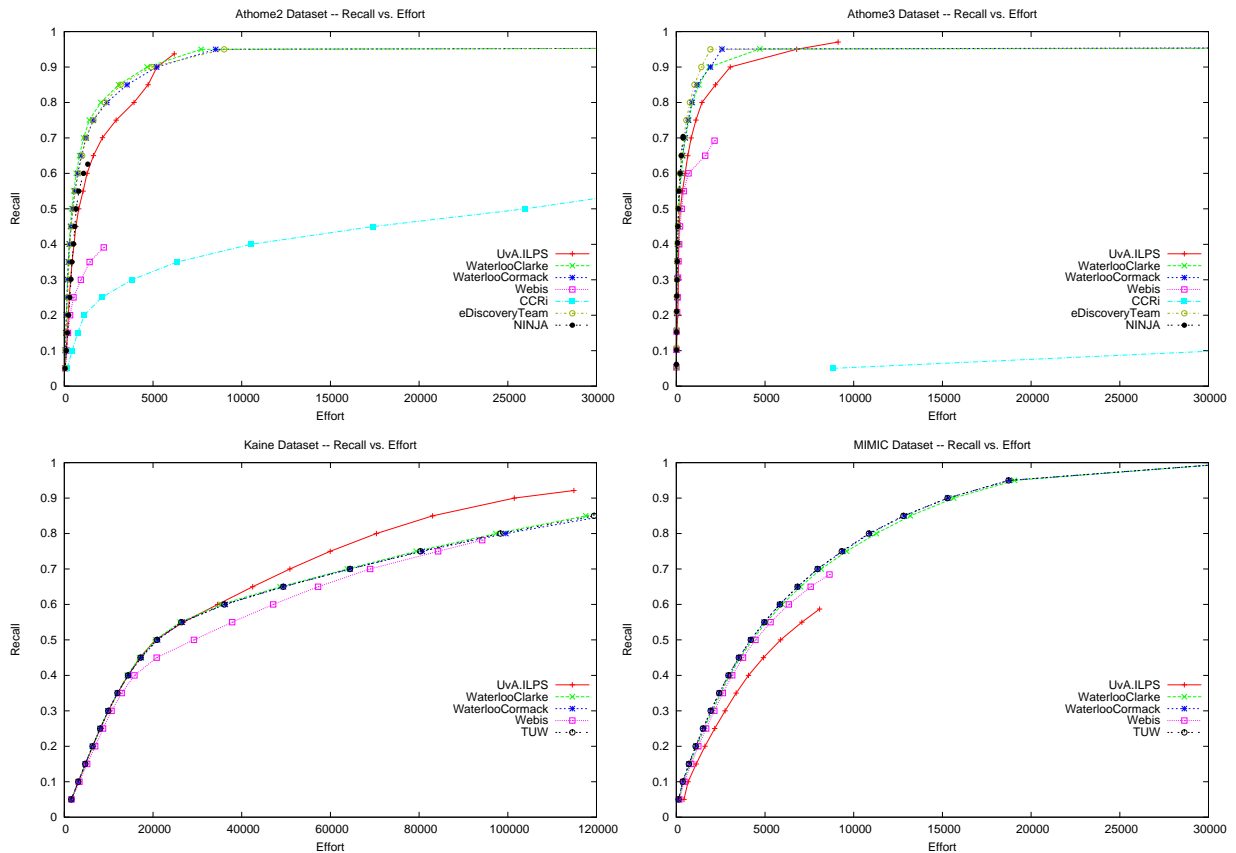 Athome2 Dataset -- Recall vs. Effort
1
0.9
0.8
0.7
0.6
0.5
0.4
0.3
0.2
0.1
0
Recall
UvA.ILPS
WaterlooClarke
WaterlooCormack
Webis
CCRi
eDiscoveryTeam
NINJA
0 5000 10000 15000 20000 25000 30000
Effort
Athome3 Dataset -- Recall vs. Effort
1
0.9
0.8
0.7
0.6
0.5
0.4
0.3
0.2
0.1
0
Recall
UvA.ILPS
WaterlooClarke
WaterlooCormack
Webis
CCRi
eDiscoveryTeam
NINJA
0 5000 10000 15000 20000 25000 30000
Effort
Kaine Dataset -- Recall vs. Effort
1
0.9
0.8
0.7
0.6
0.5
0.4
0.3
0.2
0.1
0
Recall
UvA.ILPS
WaterlooClarke
WaterlooCormack
Webis
TUW
0 20000 40000 60000 80000 100000 120000
Effort
MIMIC Dataset -- Recall vs. Effort
1
0.9
0.8
0.7
0.6
0.5
0.4
0.3
0.2
0.1
0
Recall
UvA.ILPS
WaterlooClarke
WaterlooCormack
Webis
TUW
0 5000 10000 15000 20000 25000 30000
Effort